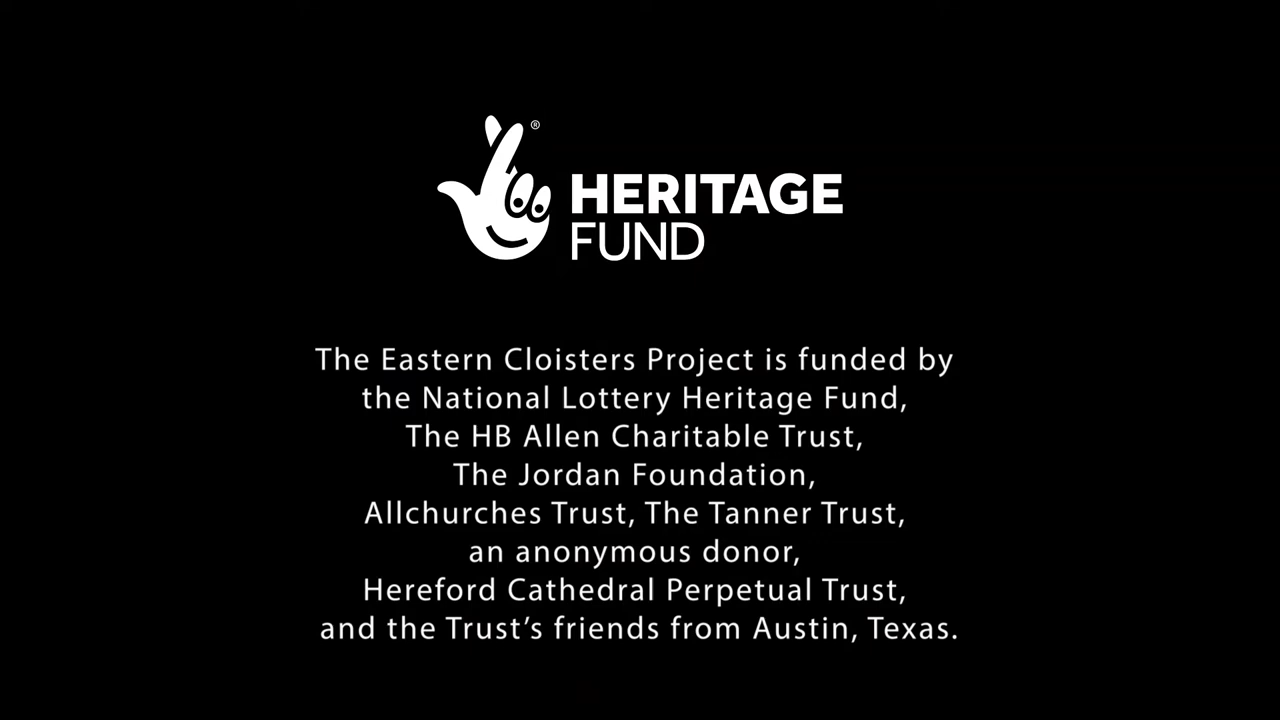 ®
HERITAGE
FUND
The Eastern Cloisters Project is funded by
the National Lottery Heritage Fund,
The HB Allen Charitable Trust,
The Jordan Foundation,
Allchurches Trust, The Tanner Trust,
an anonymous donor,
Hereford Cathedral Perpetual Trust,
and the Trust’s friends from Austin, Texas.